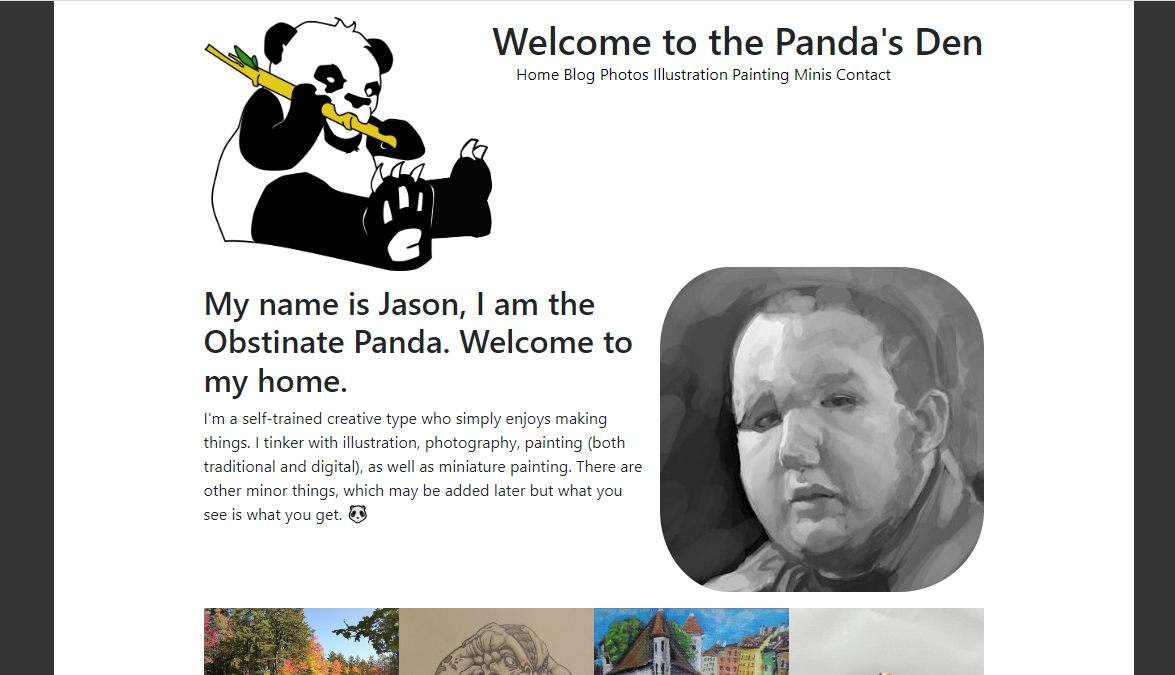 Welcome to the Panda's Den
Home Blog Photos Illustration Painting Minis Contact
My name is Jason, I am the
Obstinate Panda. Welcome to
my home.
I'm a self-trained creative type who simply enjoys making
things. I tinker with illustration, photography, painting (both
traditional and digital), as well as miniature painting. There are
other minor things, which may be added later but what you
see is what you get. 🐼